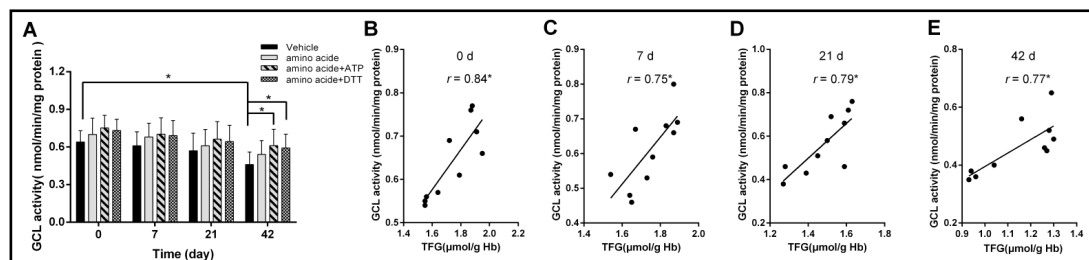 A
GCL activity ( nmol/min/mg protein )
1.2
0.9
0.6
0.3
0.0
Vehicle
amino acide
amino acide+ATP
amino acide+DTT
*
*
*
0 7 21 42
Time (day)
B
GCL activity (nmol/min/mg protein)
0.9
0.8
0.7
0.6
0.5
0 d
r = 0.84*
1.4 1.6 1.8 2.0 2.2
TFG(μmol/g Hb)
C
GCL activity (nmol/min/mg protein)
0.9
0.8
0.7
0.6
0.5
0.4
7 d
r = 0.75*
1.4 1.6 1.8 2.0
TFG(μmol/g Hb)
D
GCL activity (nmol/min/mg protein)
1.0
0.8
0.6
0.4
0.2
21 d
r = 0.79*
1.2 1.4 1.6 1.8
TFG(μmol/g Hb)
E
GCL activity (nmol/min/mg protein)
0.8
0.6
0.4
0.2
42 d
r = 0.77*
0.9 1.0 1.1 1.2 1.3 1.4
TFG(μmol/g Hb)